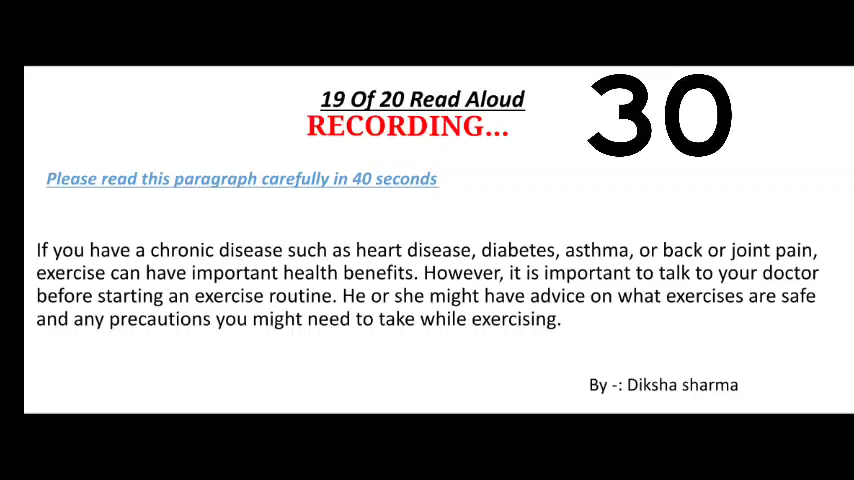 19 Of 20 Read Aloud
RECORDING...
30
Please read this paragraph carefully in 40 seconds
If you have a chronic disease such as heart disease, diabetes, asthma, or back or joint pain,
exercise can have important health benefits. However, it is important to talk to your doctor
before starting an exercise routine. He or she might have advice on what exercises are safe
and any precautions you might need to take while exercising.
By -: Diksha sharma